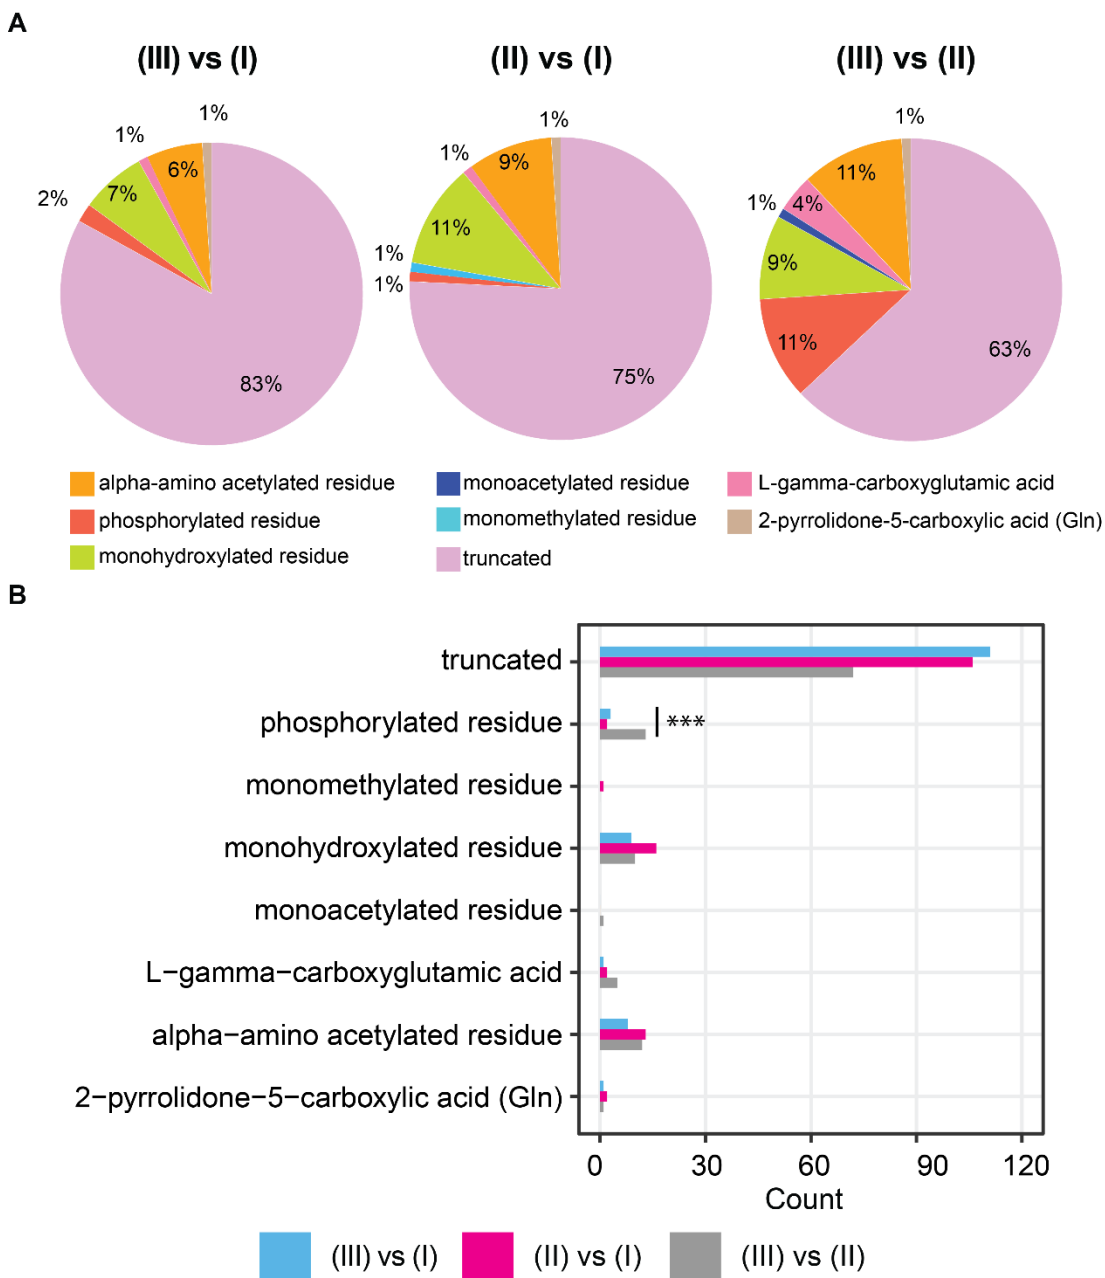 A
(III) vs (I)
(II) vs (I)
(III) vs (II)
1%
1%
6%
7%
2%
83%
1%
1%
9%
11%
1%
1%
75%
1%
11%
4%
1%
9%
11%
63%
alpha-amino acetylated residue
phosphorylated residue
monohydroxylated residue
monoacetylated residue
monomethylated residue
truncated
L-gamma-carboxyglutamic acid
2-pyrrolidone-5-carboxylic acid (Gln)
B
truncated
phosphorylated residue
***
monomethylated residue
monohydroxylated residue
monoacetylated residue
L−gamma−carboxyglutamic acid
alpha−amino acetylated residue
2−pyrrolidone−5−carboxylic acid (Gln)
0 30 60 90 120
Count
(III) vs (I) (II) vs (I) (III) vs (II)